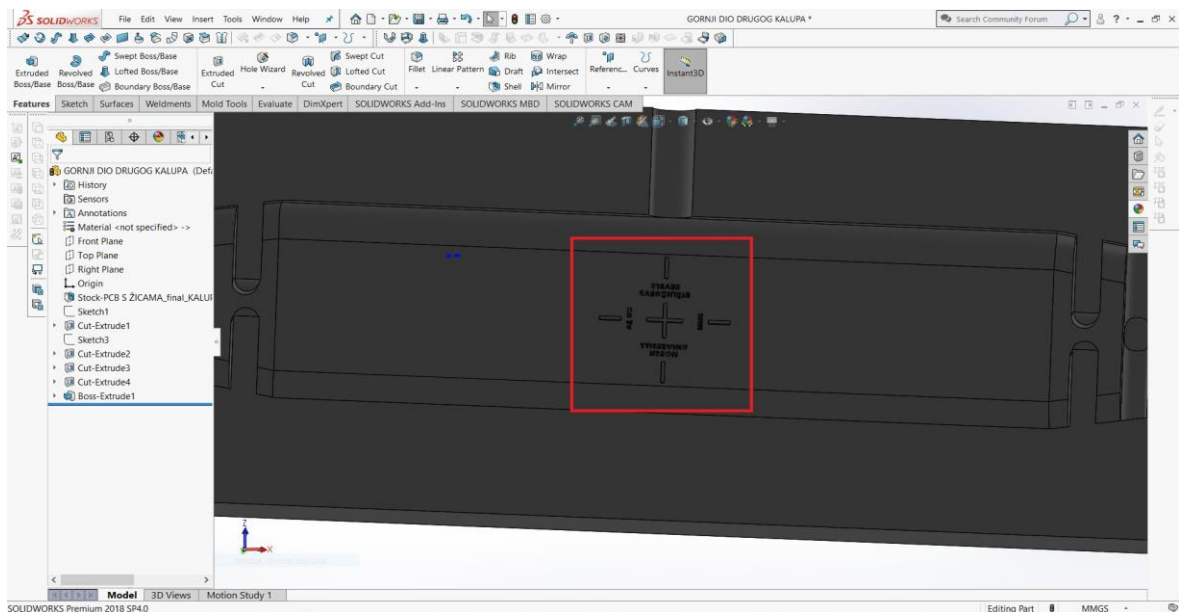 SOLIDWORKS File Edit View Insert Tools Window Help
GORNJI DIO DRUGOG KALUPA *
Search Community Forum
Extruded Boss/Base
Revolved Boss/Base
Swept Boss/Base
Lofted Boss/Base
Boundary Boss/Base
Extruded Cut
Hole Wizard
Revolved Cut
Swept Cut
Lofted Cut
Boundary Cut
Fillet
Linear Pattern
Rib
Draft
Shell
Wrap
Intersect
Mirror
Referenc...
Curves
Instant3D
Features Sketch Surfaces Weldments Mold Tools Evaluate DimXpert SOLIDWORKS Add-Ins SOLIDWORKS MBD SOLIDWORKS CAM
GORNJI DIO DRUGOG KALUPA (Defa
History
Sensors
Annotations
Material <not specified> ->
Front Plane
Top Plane
Right Plane
Origin
Stock-PCB S ŽICAMA_final_KALUP
Sketch1
Cut-Extrude1
Sketch3
Cut-Extrude2
Cut-Extrude3
Cut-Extrude4
Boss-Extrude1
Z
X
Model 3D Views Motion Study 1
SOLIDWORKS Premium 2018 SP4.0
Editing Part
MMGS